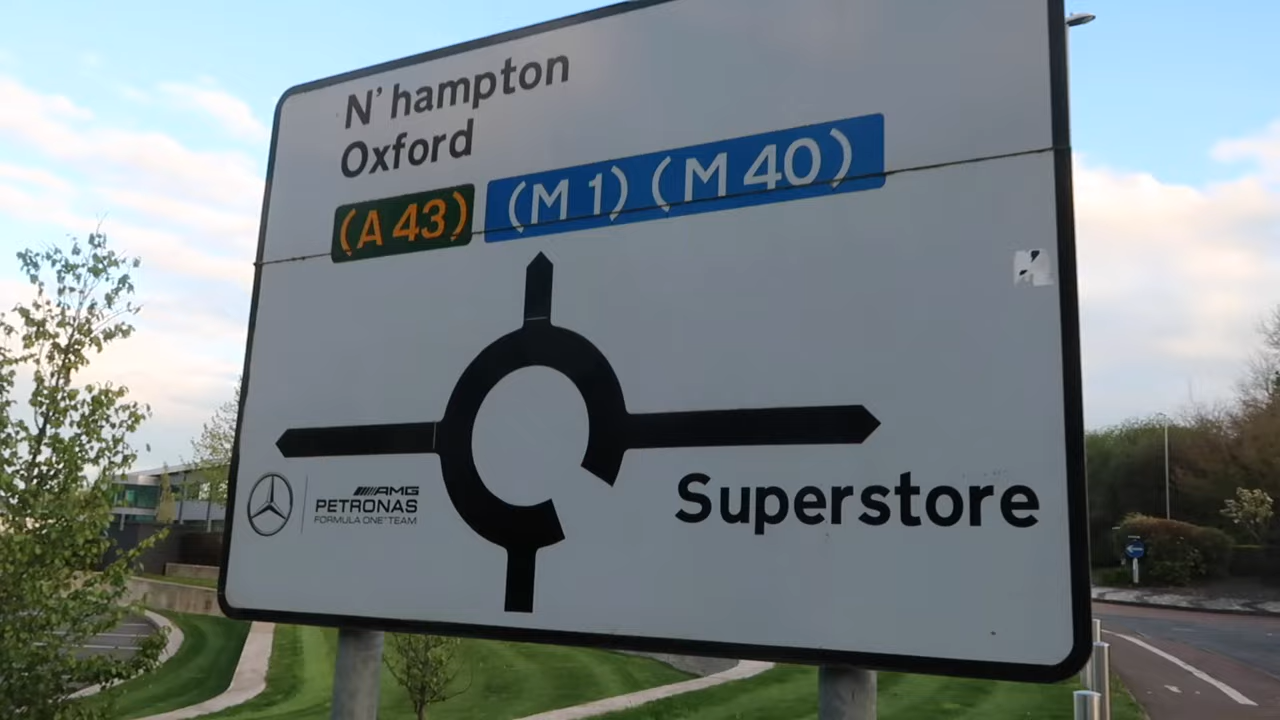 N' hampton
Oxford
(A 43) (M 1) (M 40)
AMG
PETRONAS
FORMULA ONE TEAM
Superstore